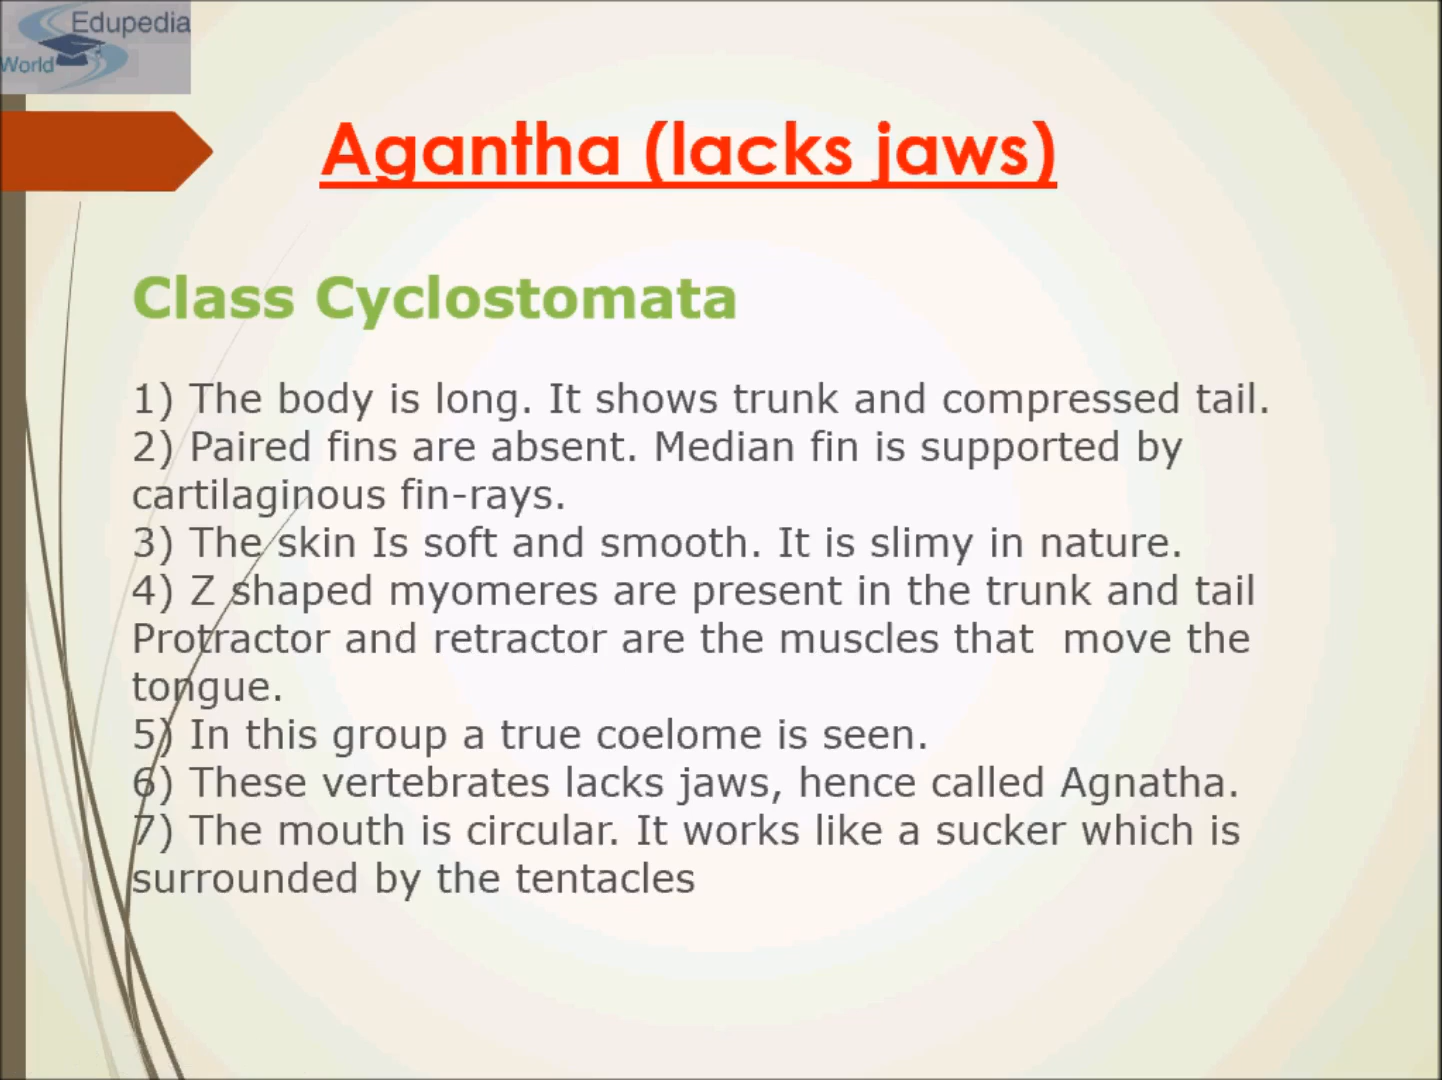 Edupedia
World
Agantha (lacks jaws)
Class Cyclostomata
1) The body is long. It shows trunk and compressed tail.
2) Paired fins are absent. Median fin is supported by
cartilaginous fin-rays.
3) The skin Is soft and smooth. It is slimy in nature.
4) Z shaped myomeres are present in the trunk and tail
Protractor and retractor are the muscles that  move the
tongue.
5) In this group a true coelome is seen.
6) These vertebrates lacks jaws, hence called Agnatha.
7) The mouth is circular. It works like a sucker which is
surrounded by the tentacles